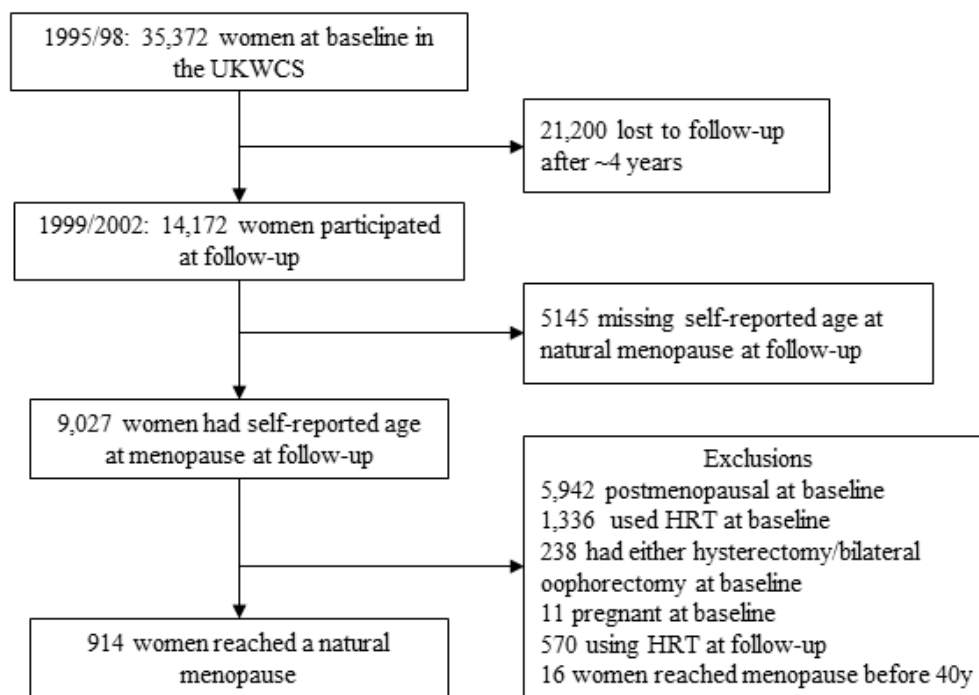 1995/98: 35,372 women at baseline in
the UKWCS
21,200 lost to follow-up
after ~4 years
1999/2002: 14,172 women participated
at follow-up
5145 missing self-reported age at
natural menopause at follow-up
9,027 women had self-reported age
at menopause at follow-up
Exclusions
5,942 postmenopausal at baseline
1,336 used HRT at baseline
238 had either hysterectomy/bilateral
oophorectomy at baseline
11 pregnant at baseline
570 using HRT at follow-up
16 women reached menopause before 40y
914 women reached a natural
menopause